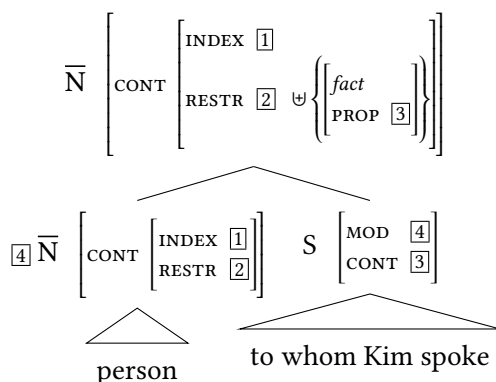 INDEX 1
N̅ CONT RESTR 2 ⊎ { fact
PROP 3 }
4 N̅ CONT INDEX 1 S MOD 4
RESTR 2 CONT 3
person to whom Kim spoke